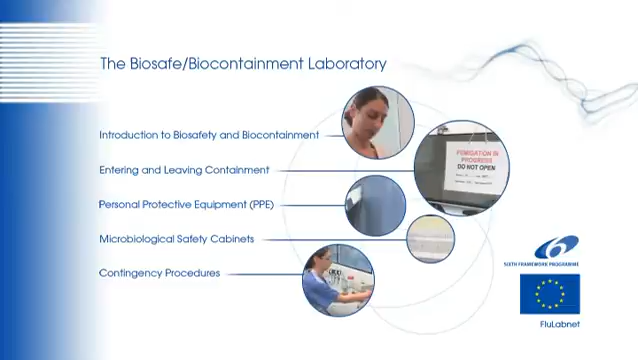 The Biosafe/Biocontainment Laboratory
Introduction to Biosafety and Biocontainment
Entering and Leaving Containment
FUMIGATION IN
PROGRESS
DO NOT OPEN
Personal Protective Equipment (PPE)
Microbiological Safety Cabinets
Contingency Procedures
6
SIXTH FRAMEWORK PROGRAMME
FluLabnet